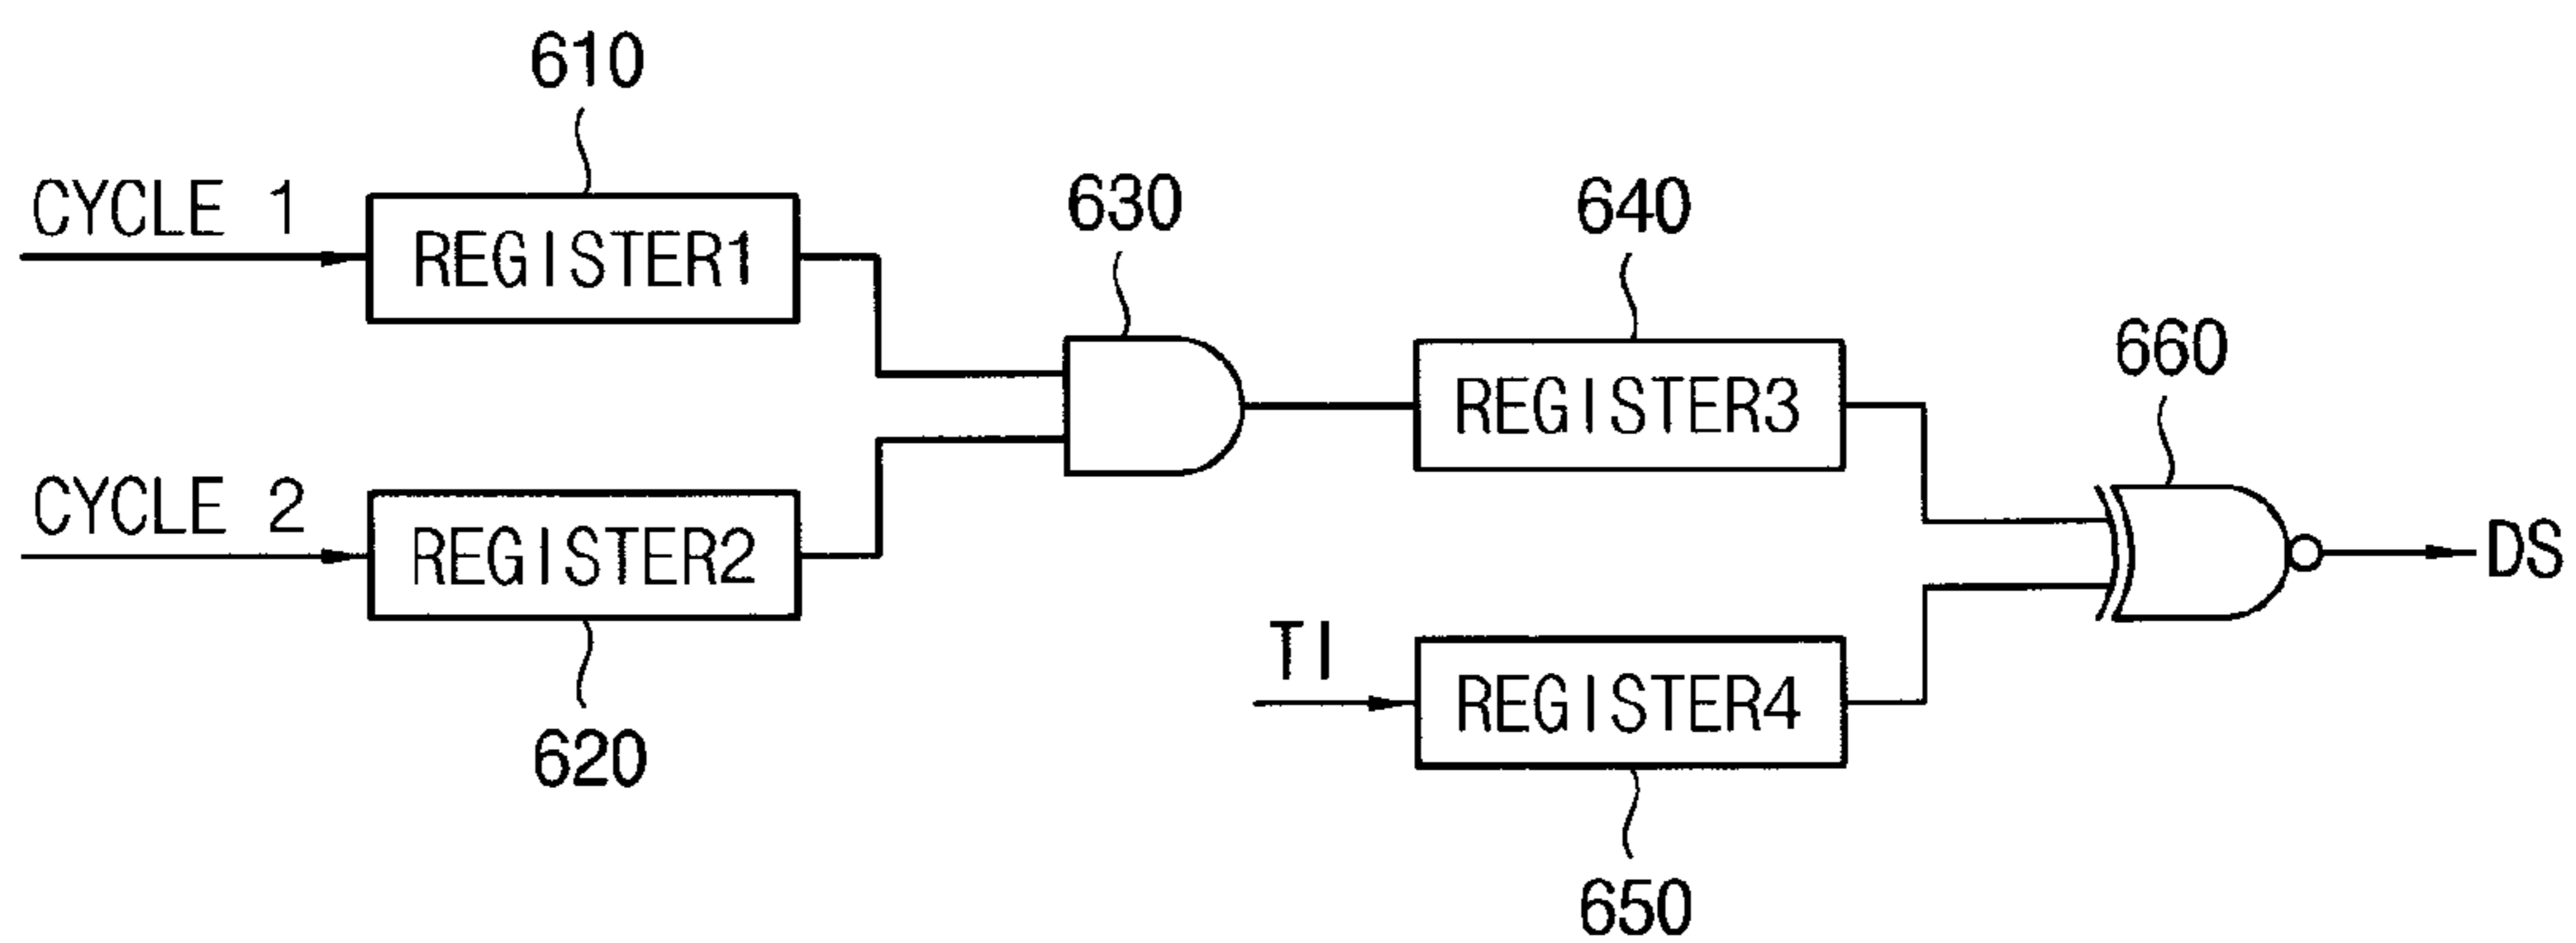 610
CYCLE 1
REGISTER1
630
640
CYCLE 2
REGISTER2
620
REGISTER3
660
TI
REGISTER4
650
DS